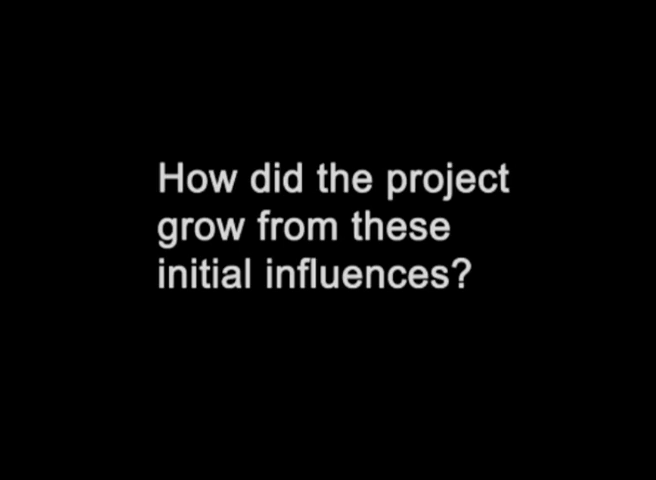 How did the project
grow from these
initial influences?